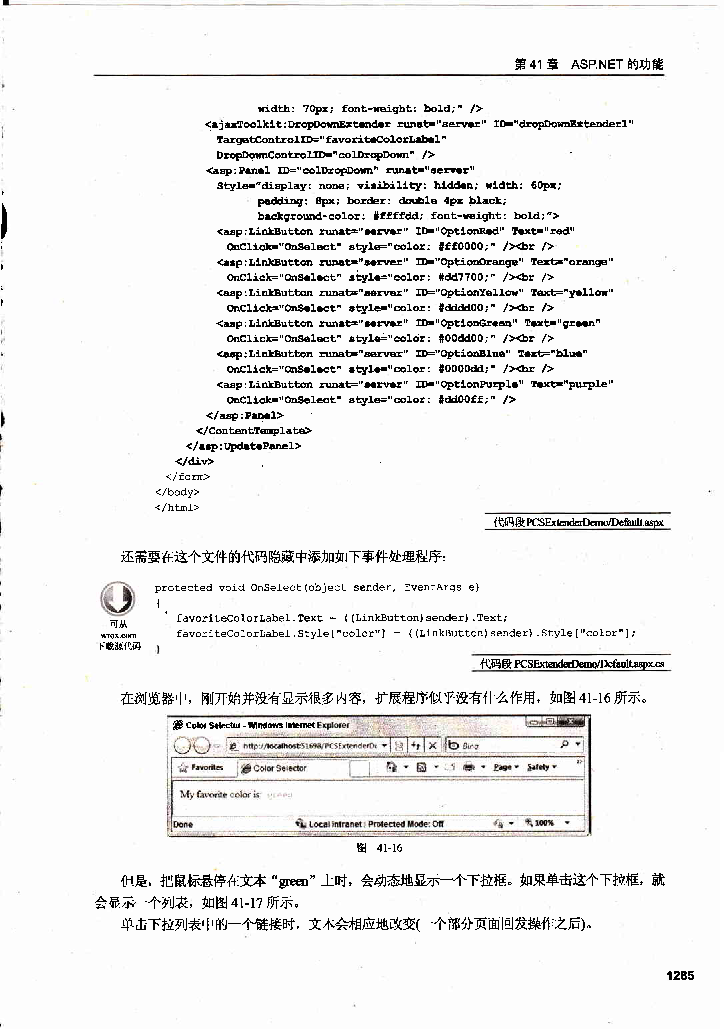 第 41 章 ASP.NET 的功能
width: 70px; font-weight: bold;" />
<ajaxToolkit:DropDownExtender runat="server" ID="dropDownExtender1"
TargetControlID="favoriteColorLabel"
DropDownControlID="colDropDown" />
<asp:Panel ID="colDropDown" runat="server"
Style="display: none; visibility: hidden; width: 60px;
padding: 8px; border: double 4px black;
background-color: #ffffdd; font-weight: bold;">
<asp:LinkButton runat="server" ID="OptionRed" Text="red"
OnClick="OnSelect" style="color: #ff0000;" /><br />
<asp:LinkButton runat="server" ID="OptionOrange" Text="orange"
OnClick="OnSelect" style="color: #dd7700;" /><br />
<asp:LinkButton runat="server" ID="OptionYellow" Text="yellow"
OnClick="OnSelect" style="color: #dddd00;" /><br />
<asp:LinkButton runat="server" ID="OptionGreen" Text="green"
OnClick="OnSelect" style="color: #00dd00;" /><br />
<asp:LinkButton runat="server" ID="OptionBlue" Text="blue"
OnClick="OnSelect" style="color: #0000dd;" /><br />
<asp:LinkButton runat="server" ID="OptionPurple" Text="purple"
OnClick="OnSelect" style="color: #dd00ff;" />
</asp:Panel>
</ContentTemplate>
</asp:UpdatePanel>
</div>
</form>
</body>
</html>
代码段 PCSExtenderDemo/Default.aspx
还需要在这个文件的代码隐藏中添加如下事件处理程序：
protected void OnSelect(object sender, EventArgs e)
{
favoriteColorLabel.Text = ((LinkButton)sender).Text;
favoriteColorLabel.Style["color"] = ((LinkButton)sender).Style["color"];
}
可从
wrox.com
下载源代码
代码段 PCSExtenderDemo/Default.aspx.cs
在浏览器中，刚开始并没有显示很多内容，扩展程序似乎没有什么作用，如图 41-16 所示。
Color Selector - Windows Internet Explorer
http://localhost:51698/PCSExtenderDe
Bing
Favorites
Color Selector
Page
Safety
My favorite color is: green
Done
Local intranet | Protected Mode: Off
100%
图 41-16
但是，把鼠标悬停在文本“green”上时，会动态地显示一个下拉框。如果单击这个下拉框，就
会显示一个列表，如图 41-17 所示。
单击下拉列表中的一个链接时，文本会相应地改变(一个部分页面回发操作之后)。
1285